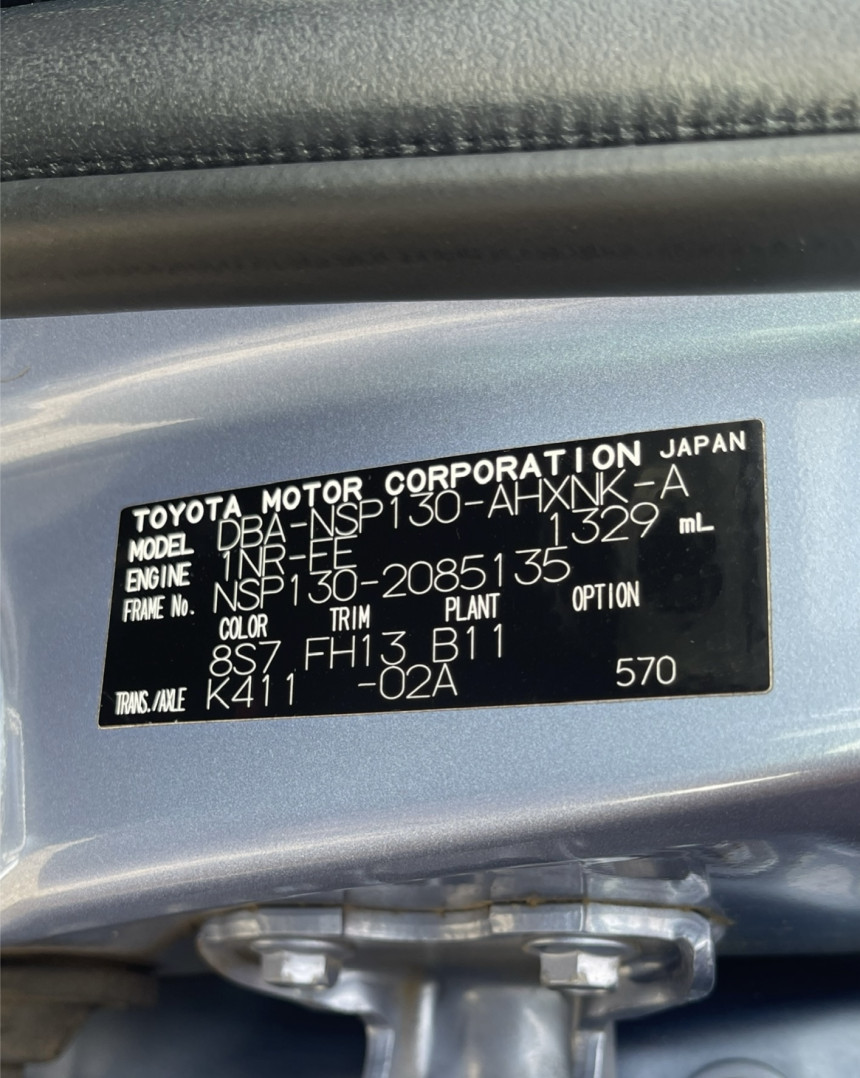 TOYOTA MOTOR CORPORATION JAPAN
MODEL DBA-NSP130-AHXNK-A
ENGINE 1NR-FE 1329 mL
FRAME No. NSP130-2085135
COLOR TRIM PLANT OPTION
8S7 FH13 B11
TRANS./AXLE K411 -02A 570